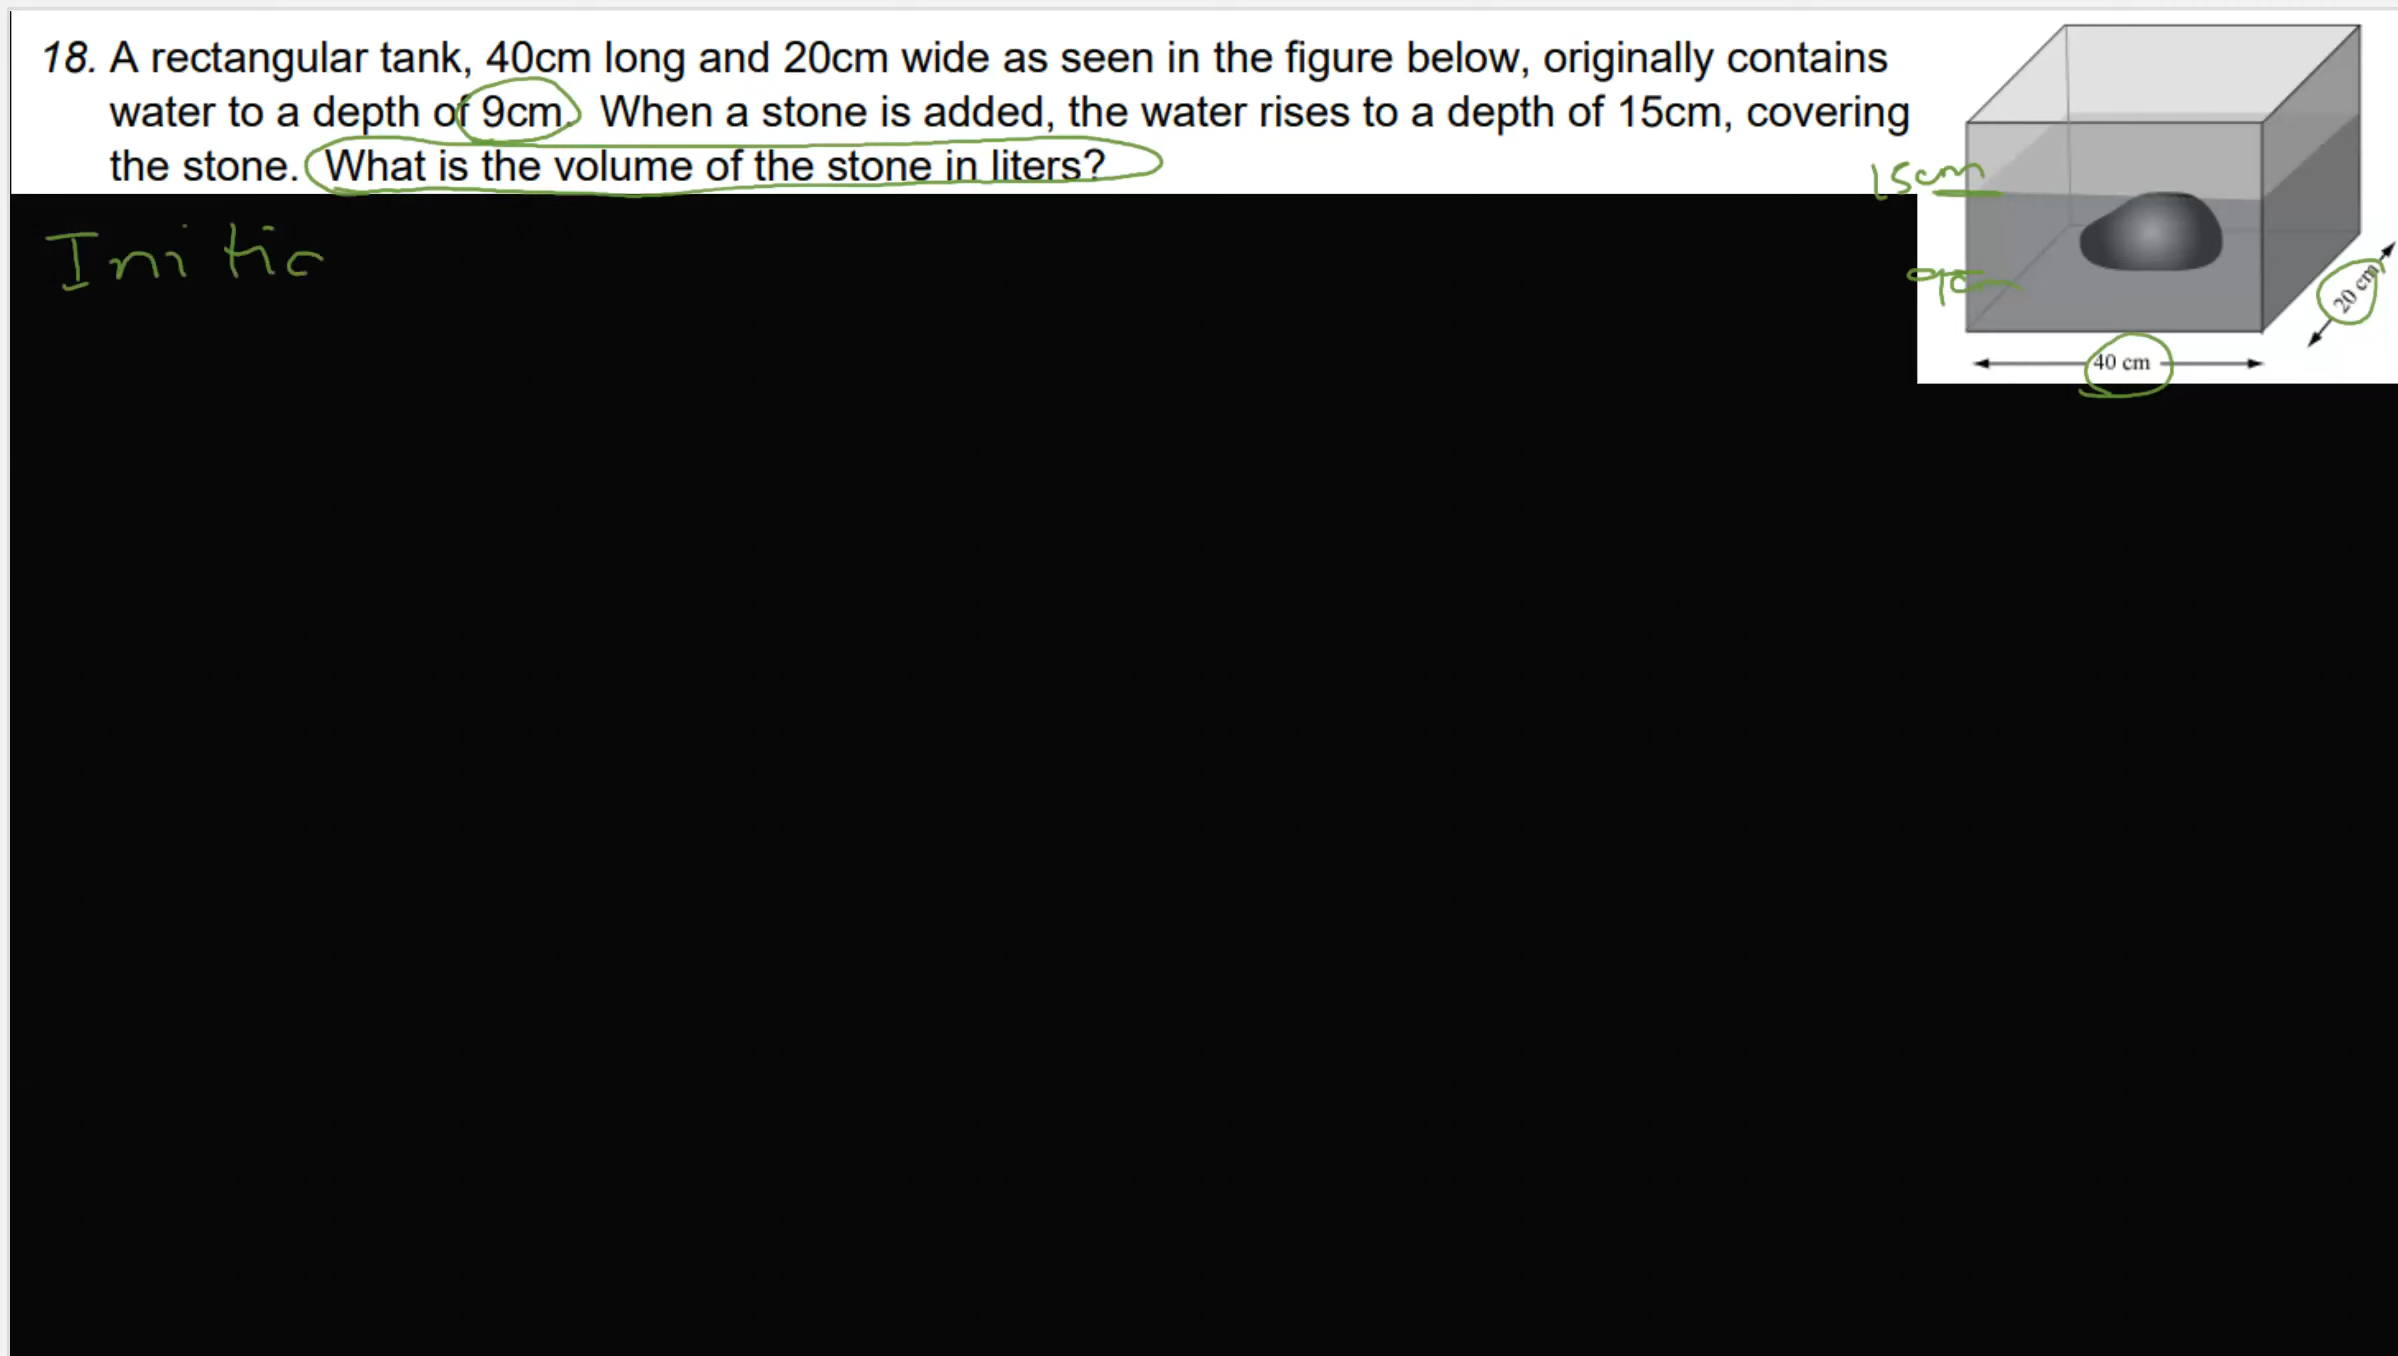 18. A rectangular tank, 40cm long and 20cm wide as seen in the figure below, originally contains
water to a depth of 9cm. When a stone is added, the water rises to a depth of 15cm, covering
the stone. What is the volume of the stone in liters?
15cm
9cm
20 cm
40 cm
Initia